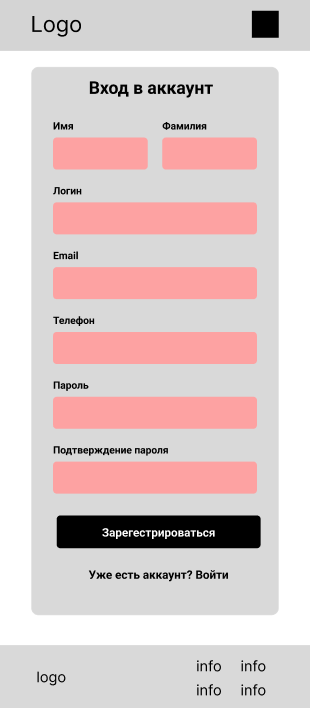 Logo
Вход в аккаунт
Имя Фамилия
Логин
Email
Телефон
Пароль
Подтверждение пароля
Зарегестрироваться
Уже есть аккаунт? Войти
logo
info info
info info